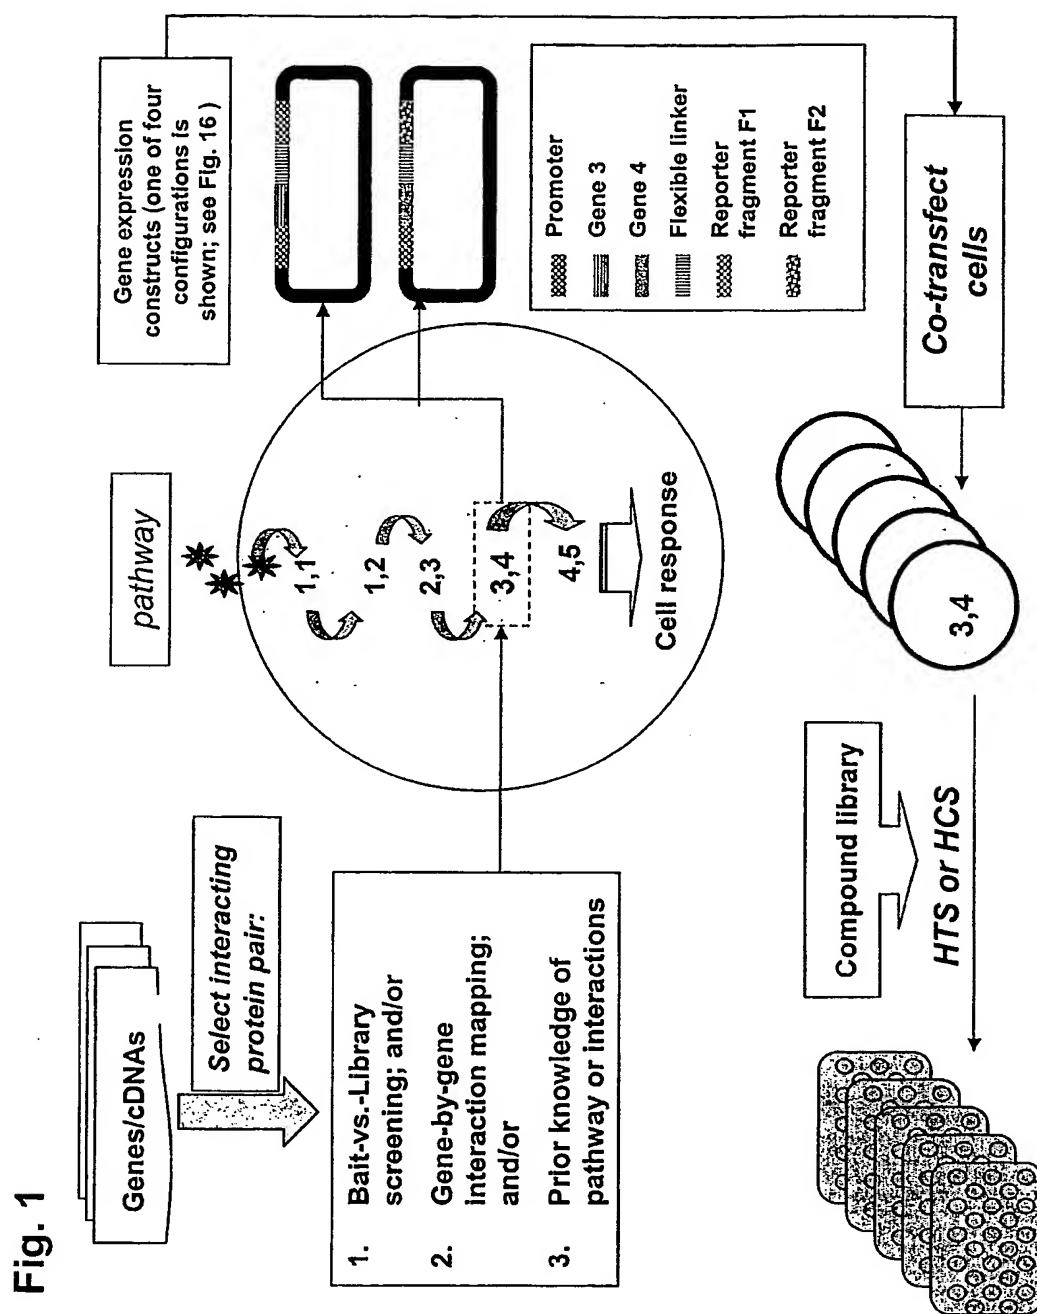 Fig. 1
Genes/cDNAs
Select interacting
protein pair:
1. Bait-vs.-Library
screening; and/or
2. Gene-by-gene
interaction mapping;
and/or
3. Prior knowledge of
pathway or interactions
pathway
1,1
1,2
2,3
3,4
4,5
Cell response
Gene expression
constructs (one of four
configurations is
shown; see Fig. 16 )
Promoter
Gene 3
Gene 4
Flexible linker
Reporter
fragment F1
Reporter
fragment F2
Co-transfect
cells
3,4
Compound library
HTS or HCS